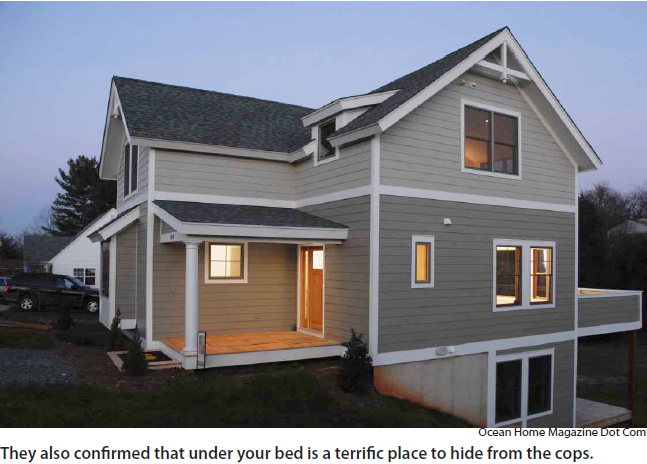 Ocean Home Magazine Dot Com
They also confirmed that under your bed is a terrific place to hide from the cops.